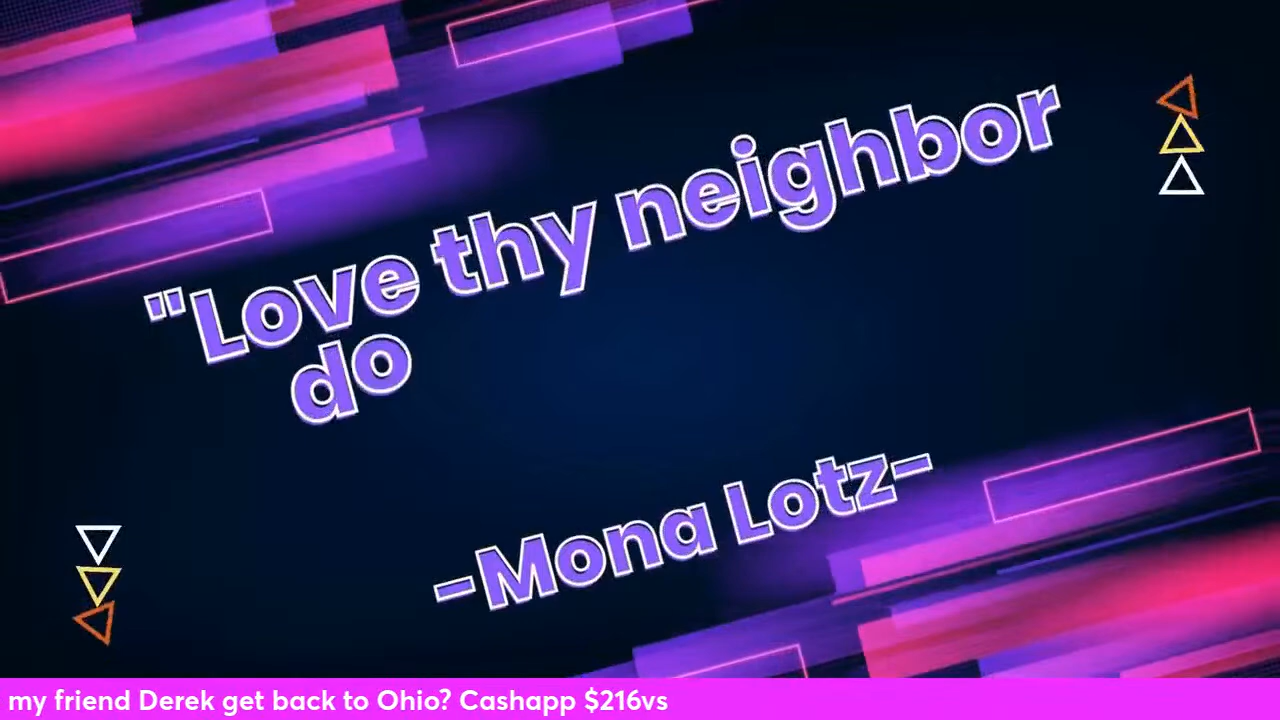 "Love thy neighbor
do
-Mona Lotz-
my friend Derek get back to Ohio? Cashapp $216vs